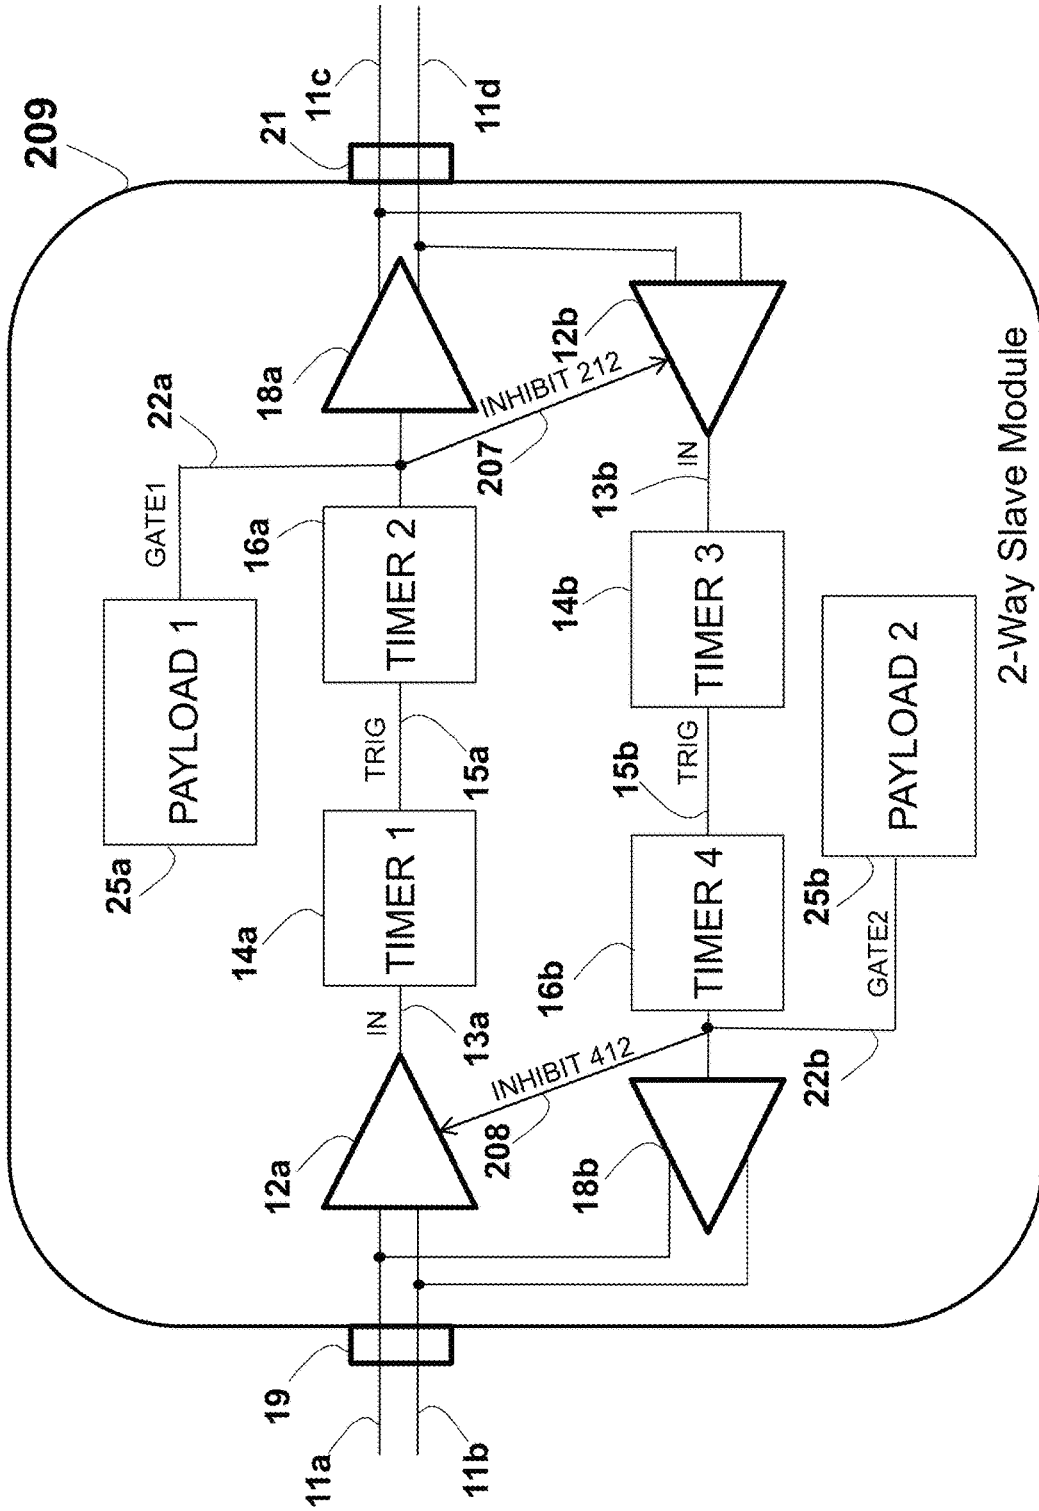 209
11c
11d
21
22a
GATE1
18a
12b
INHIBIT 212
207
16a
TIMER 2
IN
13b
PAYLOAD 1
25a
TRIG
15a
14b
TIMER 3
14a
TIMER 1
15b
TRIG
IN
13a
16b
TIMER 4
PAYLOAD 2
25b
GATE2
22b
12a
INHIBIT 412
208
18b
19
11a
11b
2-Way Slave Module